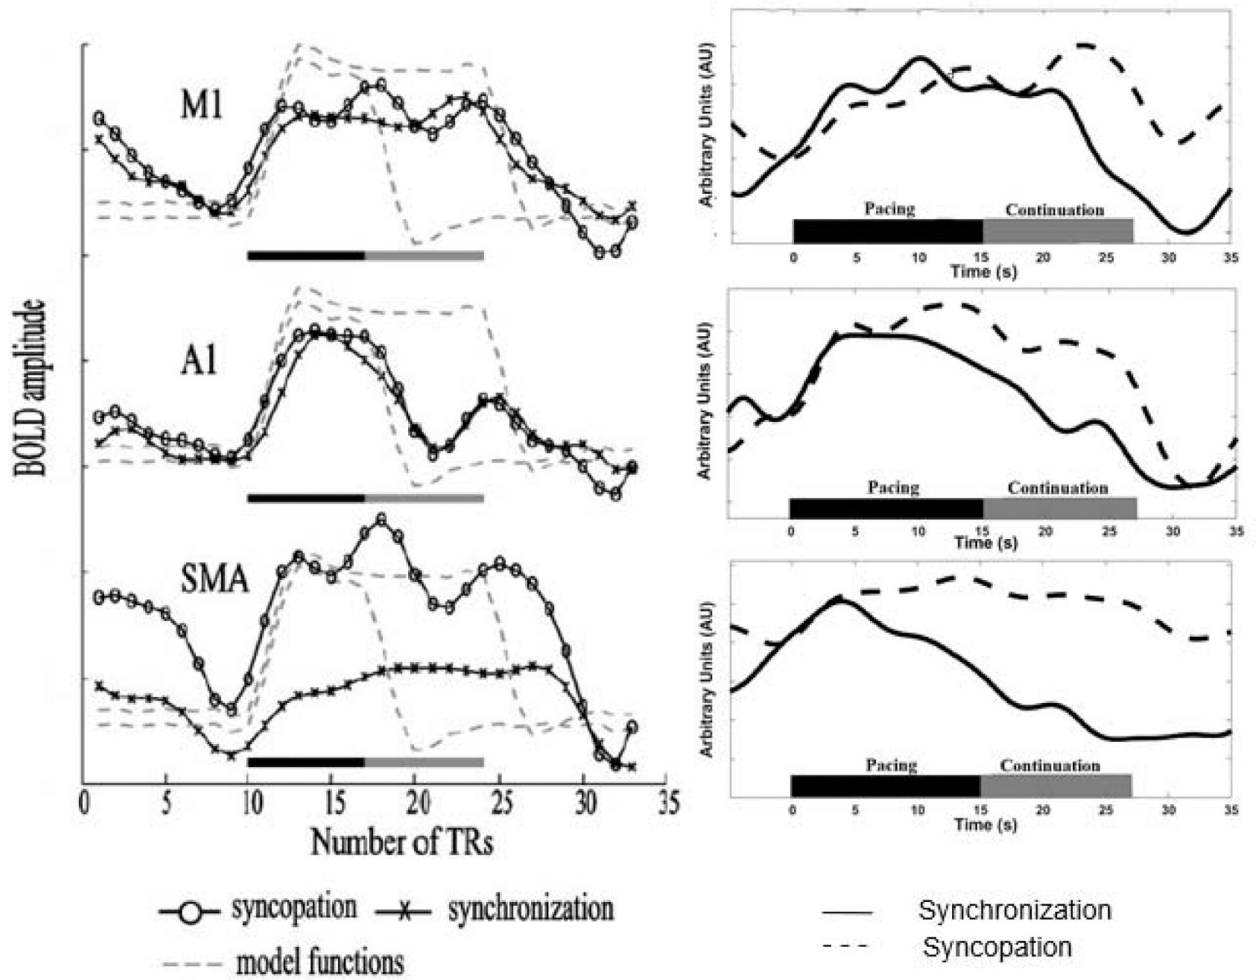 M1
A1
SMA
BOLD amplitude
0 5 10 15 20 25 30 35
Number of TRs
syncopation synchronization
model functions
Arbitrary Units (AU)
Pacing Continuation
0 5 10 15 20 25 30 35
Time (s)
Arbitrary Units (AU)
Pacing Continuation
0 5 10 15 20 25 30 35
Time (s)
Arbitrary Units (AU)
Pacing Continuation
0 5 10 15 20 25 30 35
Time (s)
Synchronization
Syncopation